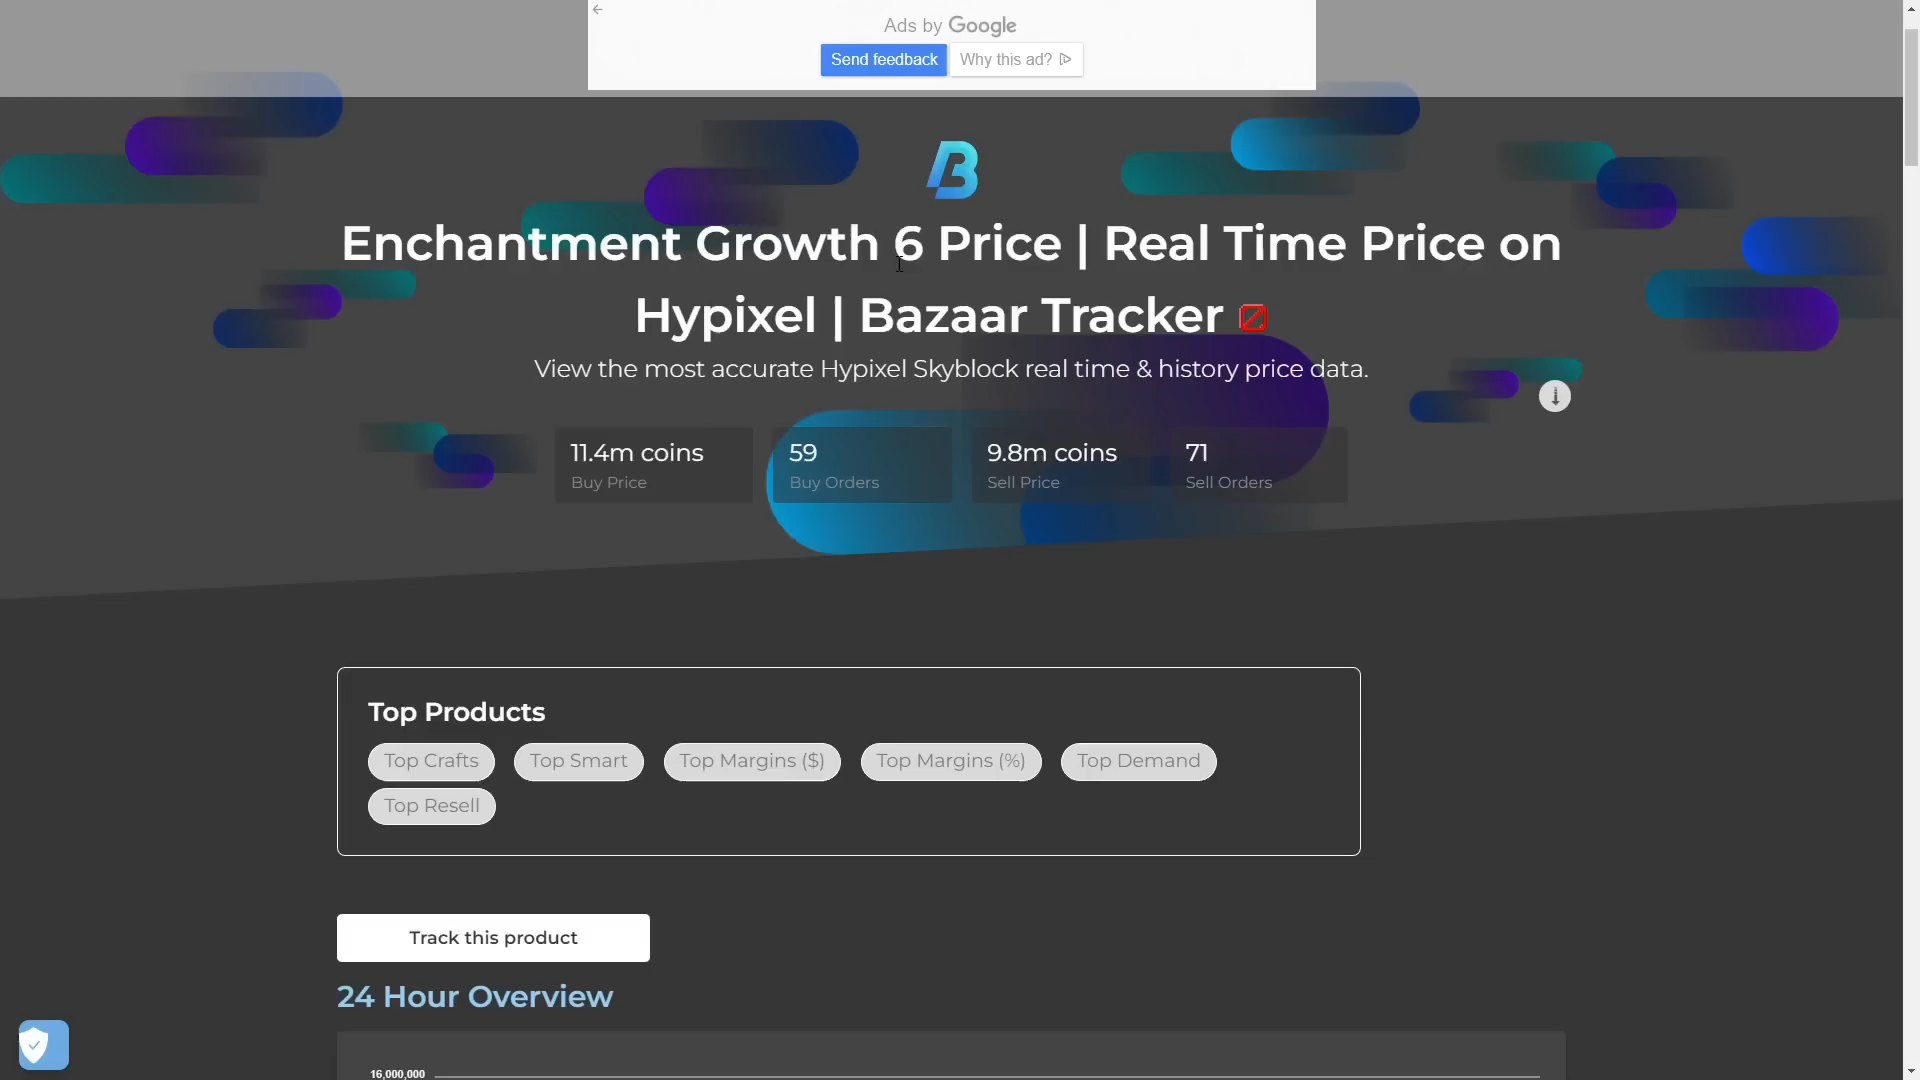 Ads by Google
Send feedback
Why this ad?
Enchantment Growth 6 Price | Real Time Price on
Hypixel | Bazaar Tracker
View the most accurate Hypixel Skyblock real time & history price data.
11.4m coins
Buy Price
59
Buy Orders
9.8m coins
Sell Price
71
Sell Orders
Top Products
Top Crafts
Top Smart
Top Margins ($)
Top Margins (%)
Top Demand
Top Resell
Track this product
24 Hour Overview
16,000,000